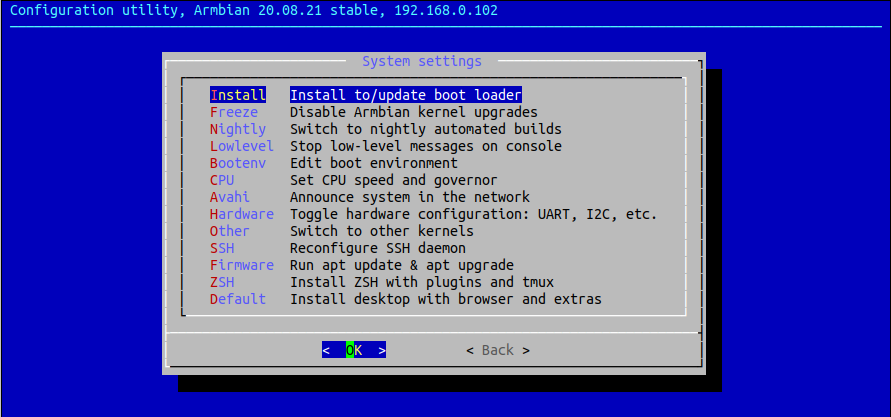 Configuration utility, Armbian 20.08.21 stable, 192.168.0.102
System settings
Install Install to/update boot loader
Freeze Disable Armbian kernel upgrades
Nightly Switch to nightly automated builds
Lowlevel Stop low-level messages on console
Bootenv Edit boot environment
CPU Set CPU speed and governor
Avahi Announce system in the network
Hardware Toggle hardware configuration: UART, I2C, etc.
Other Switch to other kernels
SSH Reconfigure SSH daemon
Firmware Run apt update & apt upgrade
ZSH Install ZSH with plugins and tmux
Default Install desktop with browser and extras
< OK > < Back >